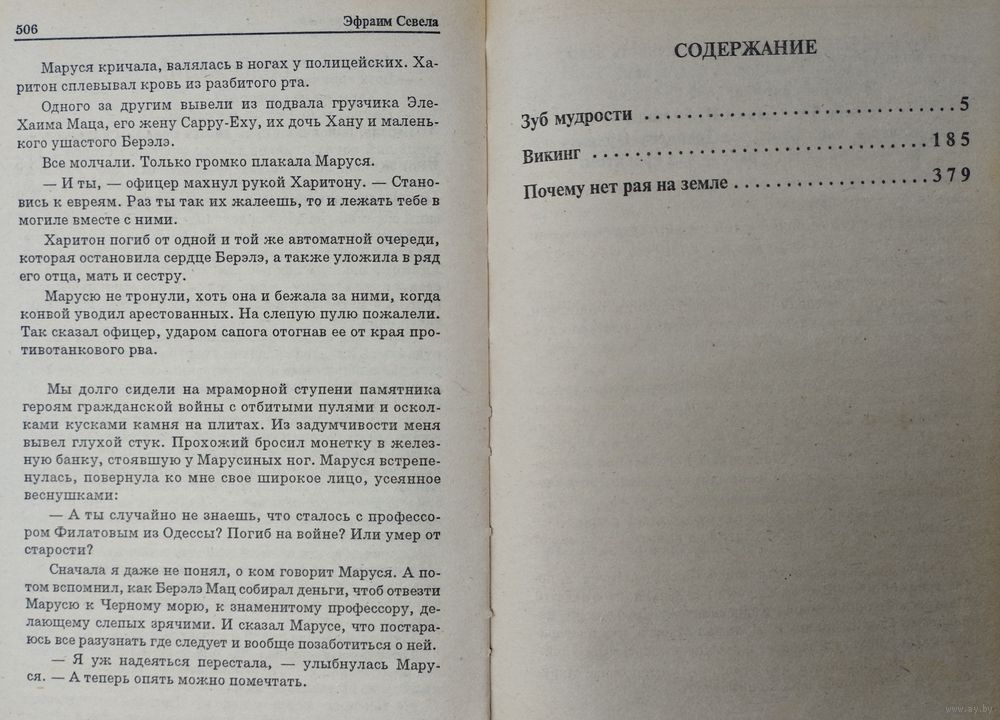 506
Эфраим Севела
Маруся кричала, валялась в ногах у полицейских. Ха-
ритон сплевывал кровь из разбитого рта.
Одного за другим вывели из подвала грузчика Эле-
Хаима Маца, его жену Сарру-Еху, их дочь Хану и малень-
кого ушастого Берэлэ.
Все молчали. Только громко плакала Маруся.
— И ты, — офицер махнул рукой Харитону. — Стано-
вись к евреям. Раз ты так их жалеешь, то и лежать тебе в
могиле вместе с ними.
Харитон погиб от одной и той же автоматной очереди,
которая остановила сердце Берэлэ, а также уложила в ряд
его отца, мать и сестру.
Марусю не тронули, хоть она и бежала за ними, когда
конвой уводил арестованных. На слепую пулю пожалели.
Так сказал офицер, ударом сапога отогнав ее от края про-
тивотанкового рва.
Мы долго сидели на мраморной ступени памятника
героям гражданской войны с отбитыми пулями и оскол-
ками кусками камня на плитах. Из задумчивости меня
вывел глухой стук. Прохожий бросил монетку в желез-
ную банку, стоявшую у Марусиных ног. Маруся встрепе-
нулась, повернула ко мне свое широкое лицо, усеянное
веснушками:
— А ты случайно не знаешь, что сталось с профессо-
ром Филатовым из Одессы? Погиб на войне? Или умер от
старости?
Сначала я даже не понял, о ком говорит Маруся. А по-
том вспомнил, как Берэлэ Мац собирал деньги, чтоб отвезти
Марусю к Черному морю, к знаменитому профессору, де-
лающему слепых зрячими. И сказал Марусе, что постара-
юсь все разузнать где следует и вообще позаботиться о ней.
— Я уж надеяться перестала, — улыбнулась Мару-
ся. — А теперь опять можно помечтать.
СОДЕРЖАНИЕ
Зуб мудрости ..............................5
Викинг ..............................185
Почему нет рая на земле ....................379
www.ay.by